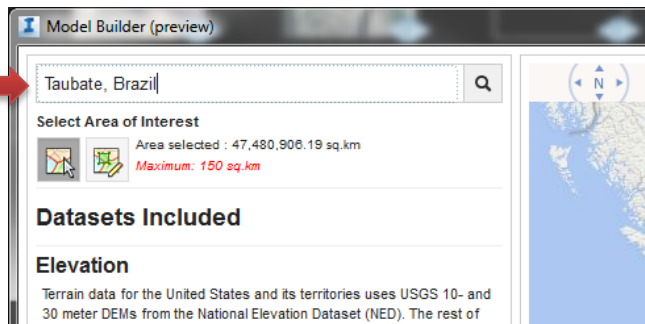 Model Builder (preview)
Taubate, Brazil
N
Select Area of Interest
Area selected : 47,480,906.19 sq.km
Maximum: 150 sq.km
Datasets Included
Elevation
Terrain data for the United States and its territories uses USGS 10- and
30 meter DEMs from the National Elevation Dataset (NED). The rest of